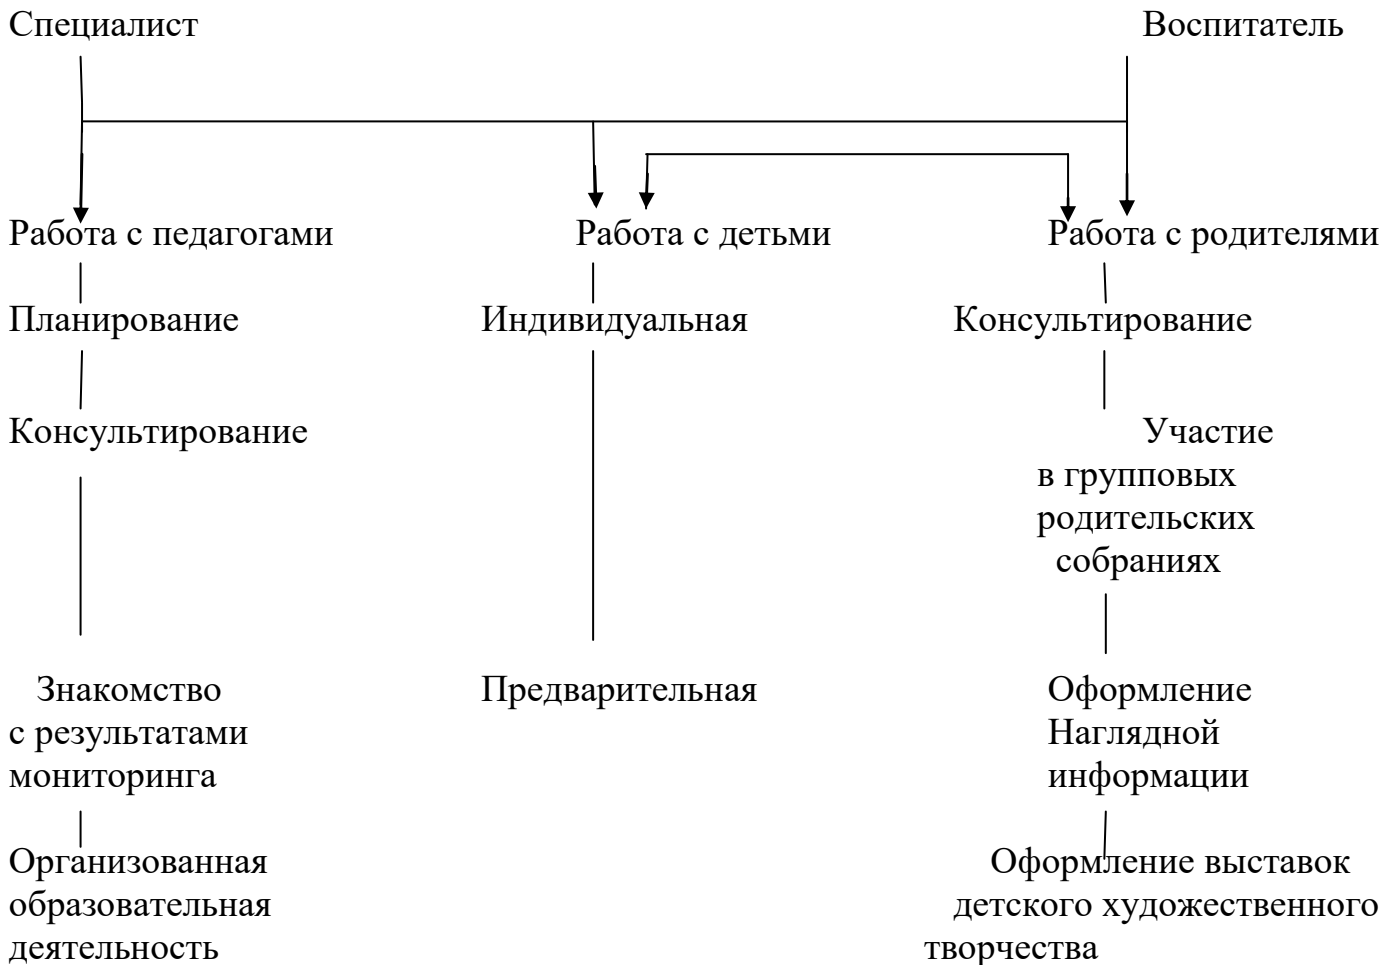 Специалист Воспитатель
Работа с педагогами Работа с детьми Работа с родителями
Планирование Индивидуальная Консультирование
Консультирование Участие
в групповых
родительских
собраниях
Знакомство Предварительная Оформление
с результатами Наглядной
мониторинга информации
Организованная Оформление выставок
образовательная детского художественного
деятельность творчества